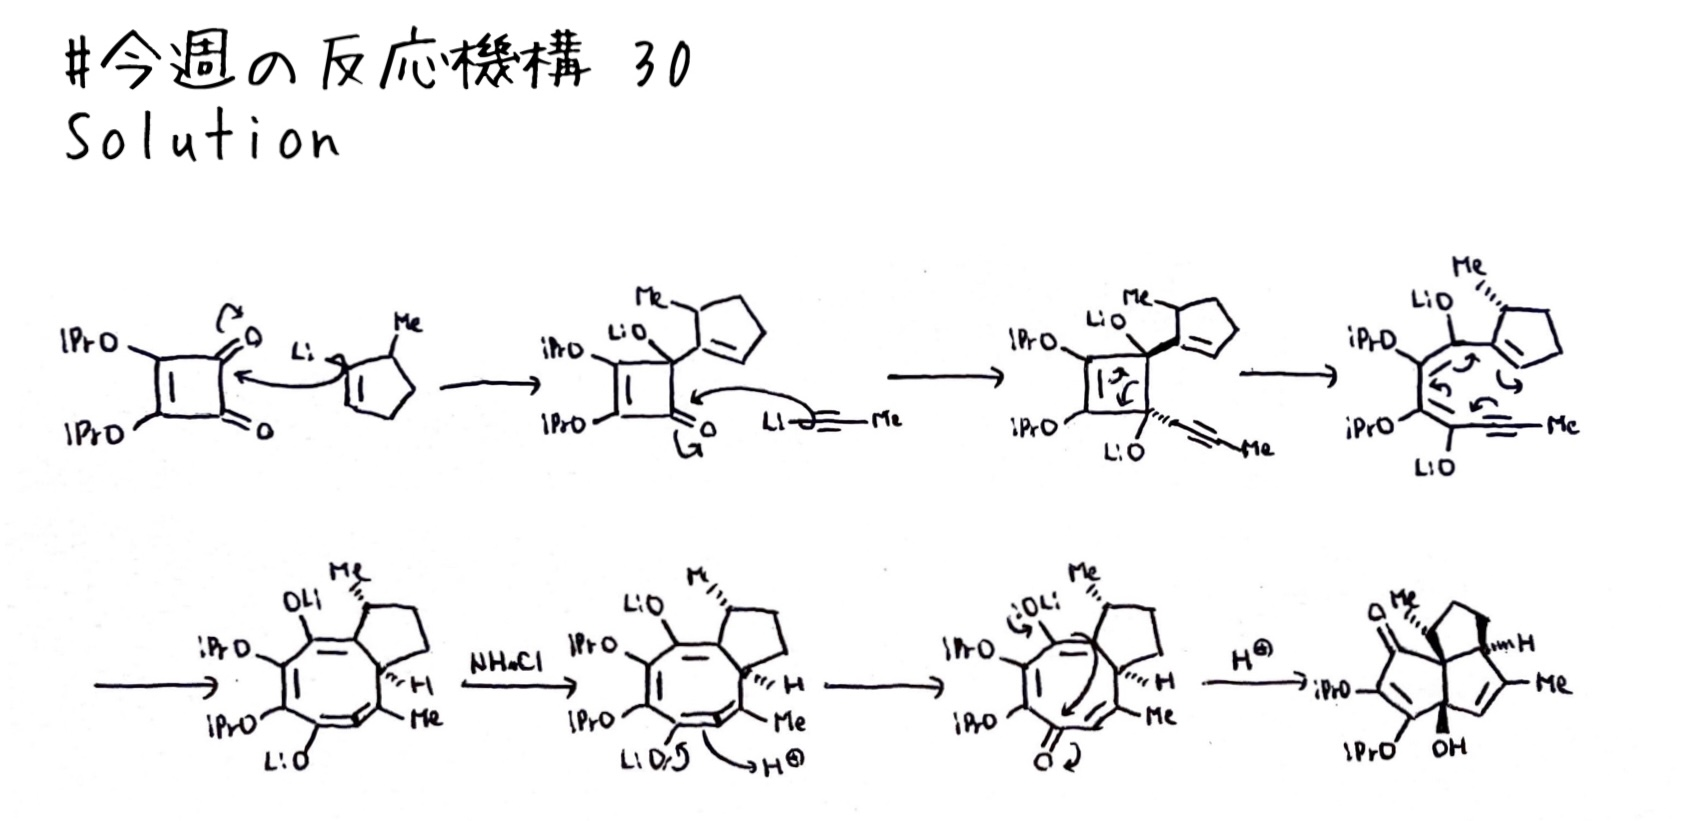 #今週の反応機構 30
Solution
iPrO O Li Me
iPrO O
Me LiO iPrO
iPrO O Li Me
Me LiO iPrO
iPrO LiO Me
Me LiO iPrO
iPrO LiO Me
Me OLi iPrO H
iPrO LiO Me
NH4Cl
M LiO iPrO H
iPrO LiO Me H⊕
Me OLi iPrO H
iPrO O Me
H⊕
O Me H
iPrO Me
iPrO OH